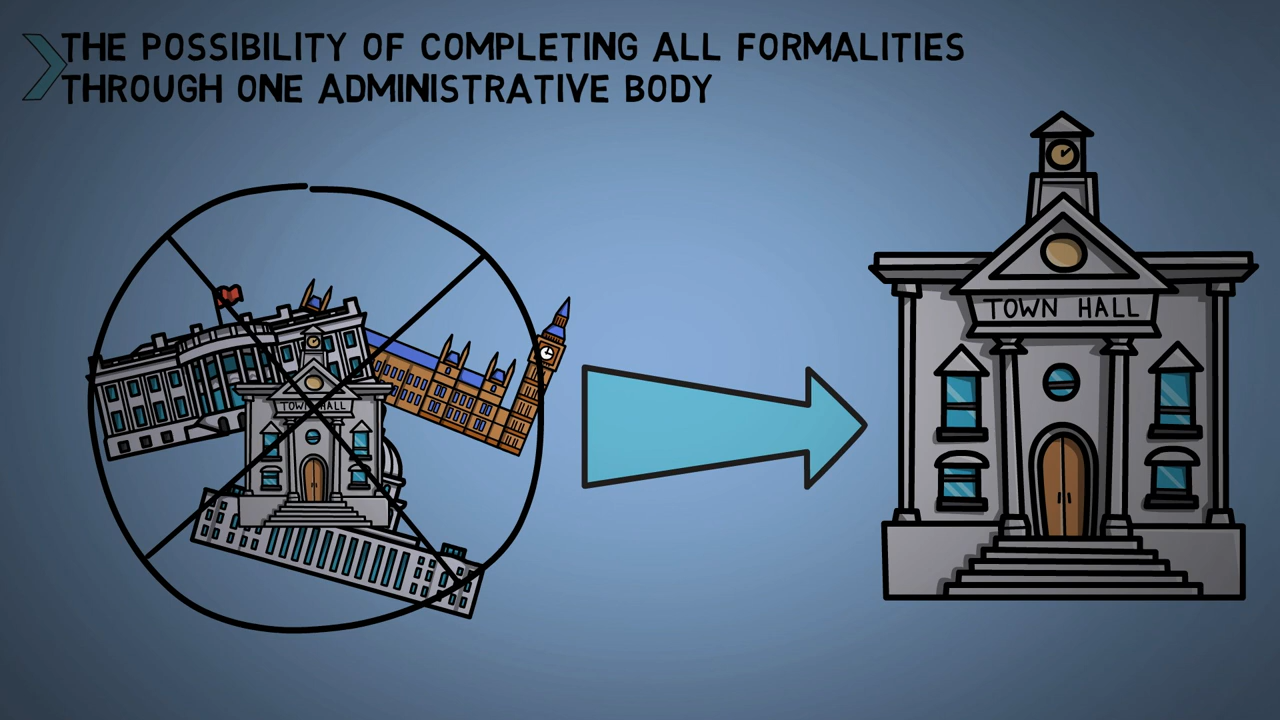 THE POSSIBILITY OF COMPLETING ALL FORMALITIES
THROUGH ONE ADMINISTRATIVE BODY
TOWN HALL
TOWN HALL